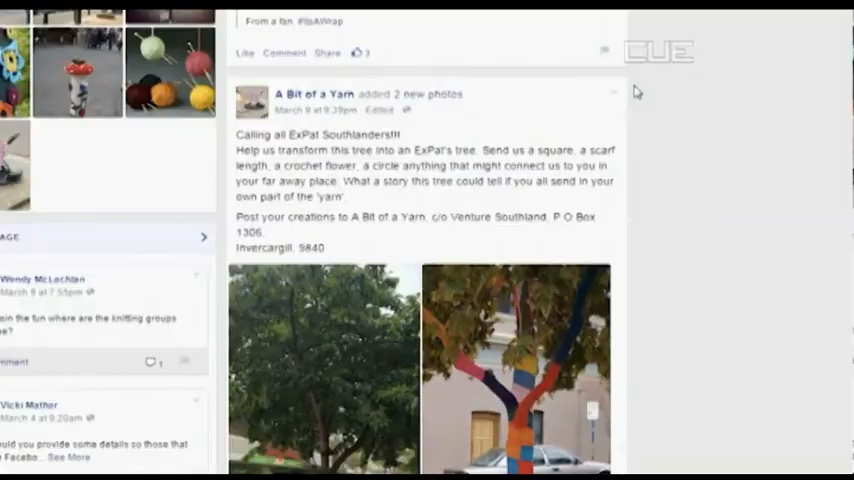 From a fan. #ItsAWrap
Like Comment Share 3
CUE
A Bit of a Yarn added 2 new photos
March 9 at 9:39pm · Edited
Calling all ExPat Southlanders!!!
Help us transform this tree into an ExPat's tree. Send us a square, a scarf
length, a crochet flower, a circle anything that might connect us to you in
your far away place. What a story this tree could tell if you all send in your
own part of the 'yarn'.
Post your creations to A Bit of a Yarn, c/o Venture Southland, P O Box
1306,
Invercargill, 9840
AGE
Wendy McLachlan
March 8 at 7:55pm
oin the fun where are the knitting groups
e?
mment 1
Vicki Mather
March 4 at 9:20am
ould you provide some details so those that
Facebo... See More